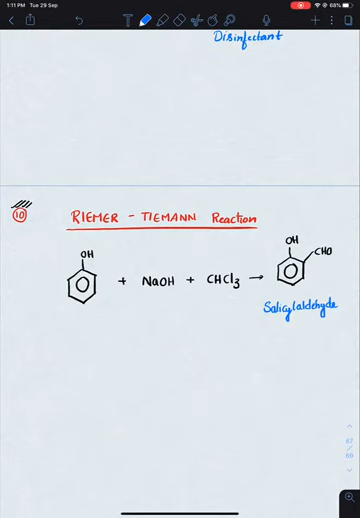 1:11 PM Tue 29 Sep
68%
Disinfectant
10
RIEMER - TIEMANN Reaction
OH
OH
CHO
+ NaOH + CHCl3 →
Salicylaldehyde
67
/
69